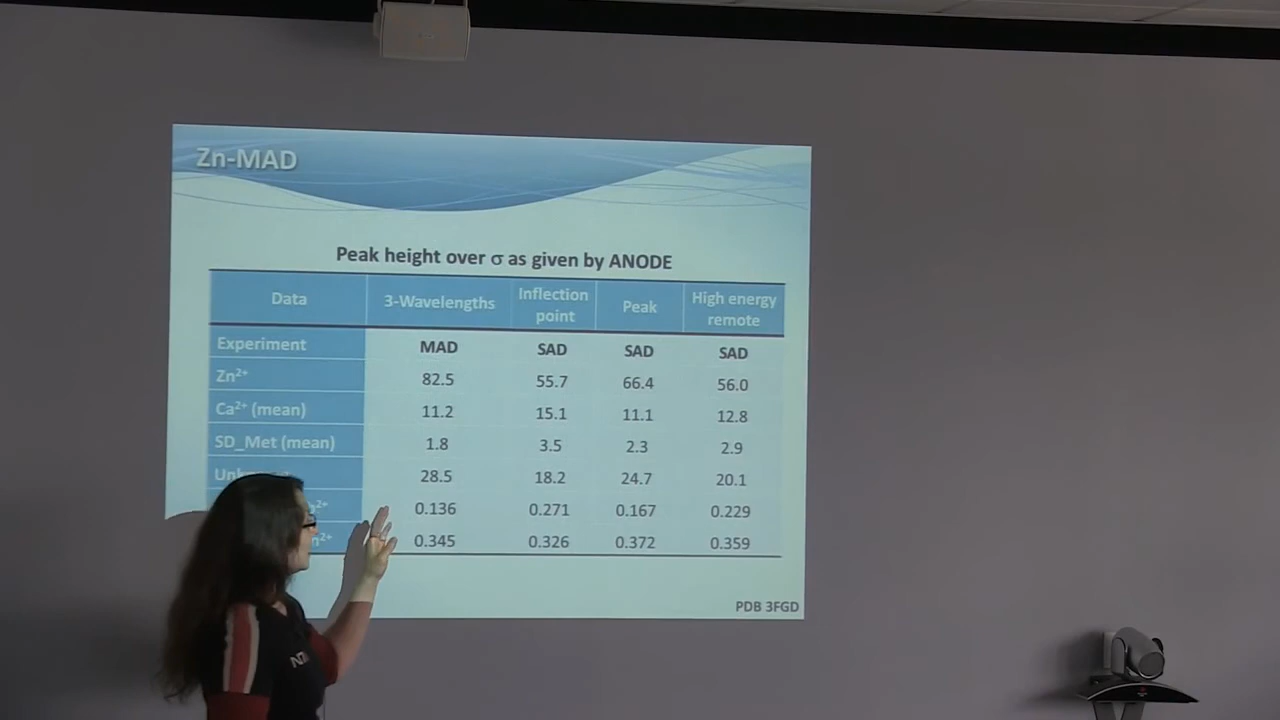 Zn-MAD
Peak height over σ as given by ANODE
Data 3-Wavelengths Inflection point Peak High energy remote
Experiment MAD SAD SAD SAD
Zn²⁺ 82.5 55.7 66.4 56.0
Ca²⁺ (mean) 11.2 15.1 11.1 12.8
SD_Met (mean) 1.8 3.5 2.3 2.9
28.5 18.2 24.7 20.1
0.136 0.271 0.167 0.229
0.345 0.326 0.372 0.359
PDB 3FGD
N7